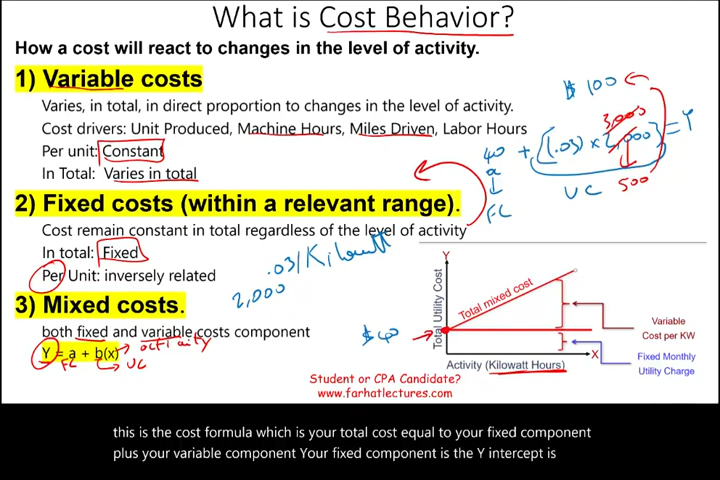 What is Cost Behavior?
How a cost will react to changes in the level of activity.
1) Variable costs
Varies, in total, in direct proportion to changes in the level of activity.
Cost drivers: Unit Produced, Machine Hours, Miles Driven, Labor Hours
Per unit: Constant
In Total: Varies in total
$ 100
3,000
40 + [(.03) × 2,000] = Y
a
FC
VC
500
2) Fixed costs (within a relevant range).
Cost remain constant in total regardless of the level of activity
In total: Fixed
Per Unit: inversely related
.03/Kilowatt
2,000
3) Mixed costs.
both fixed and variable costs component
Y = a + b(x) activity
FC VC
$40
Y
Total Utility Cost
Total mixed cost
X
Activity (Kilowatt Hours)
Variable
Cost per KW
Fixed Monthly
Utility Charge
Student or CPA Candidate?
www.farhatlectures.com
this is the cost formula which is your total cost equal to your fixed component
plus your variable component Your fixed component is the Y intercept is